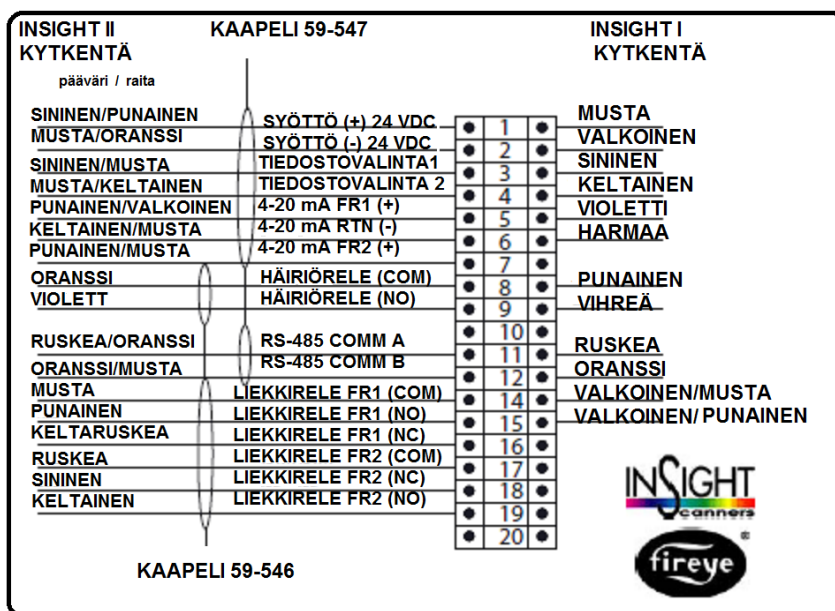 INSIGHT II KYTKENTÄ
KAAPELI 59-547
INSIGHT I KYTKENTÄ
pääväri / raita
SININEN/PUNAINEN SYÖTTÖ (+) 24 VDC 1 MUSTA
MUSTA/ORANSSI SYÖTTÖ (-) 24 VDC 2 VALKOINEN
SININEN/MUSTA TIEDOSTOVALINTA1 3 SININEN
MUSTA/KELTAINEN TIEDOSTOVALINTA 2 4 KELTAINEN
PUNAINEN/VALKOINEN 4-20 mA FR1 (+) 5 VIOLETTI
KELTAINEN/MUSTA 4-20 mA RTN (-) 6 HARMAA
PUNAINEN/MUSTA 4-20 mA FR2 (+) 7
ORANSSI HÄIRIÖRELE (COM) 8 PUNAINEN
VIOLETT HÄIRIÖRELE (NO) 9 VIHREÄ
10
RUSKEA/ORANSSI RS-485 COMM A 11 RUSKEA
ORANSSI/MUSTA RS-485 COMM B 12 ORANSSI
MUSTA LIEKKIRELE FR1 (COM) 14 VALKOINEN/MUSTA
PUNAINEN LIEKKIRELE FR1 (NO) 15 VALKOINEN/PUNAINEN
KELTARUSKEA LIEKKIRELE FR1 (NC) 16
RUSKEA LIEKKIRELE FR2 (COM) 17
SININEN LIEKKIRELE FR2 (NC) 18
KELTAINEN LIEKKIRELE FR2 (NO) 19
20
INSIGHT
scanners
fireye
®
KAAPELI 59-546